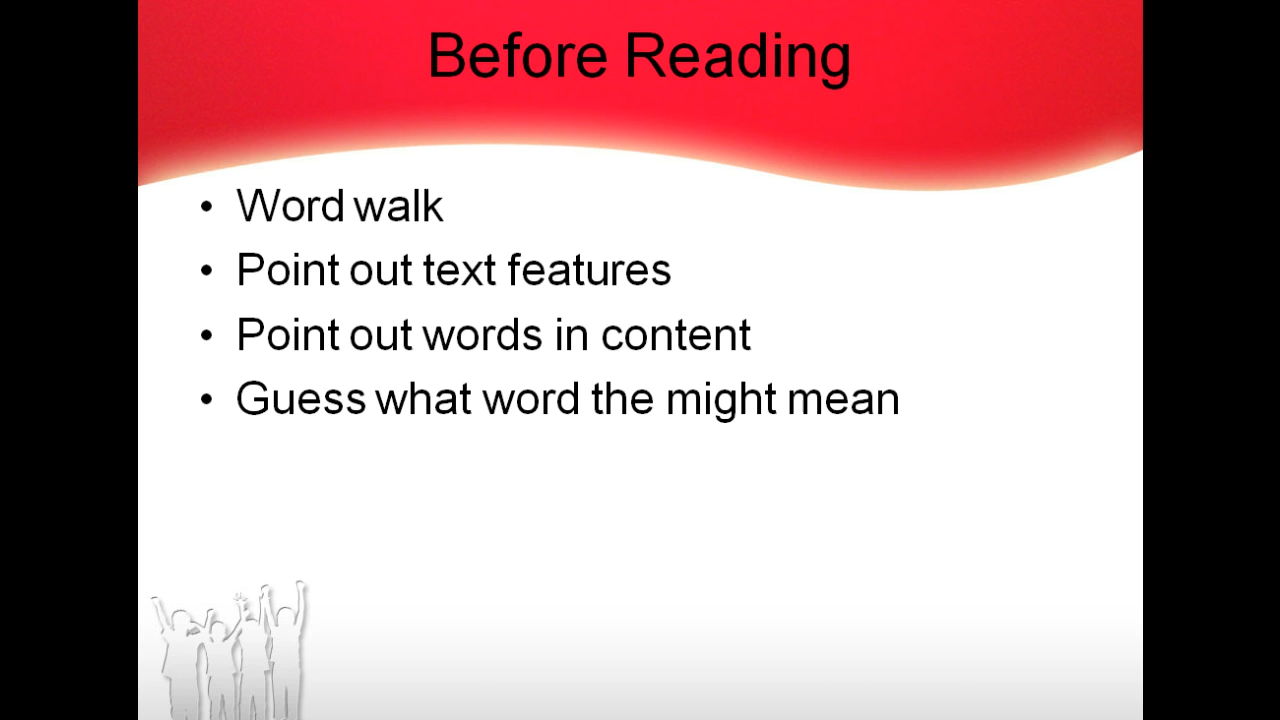 Before Reading
• Word walk
• Point out text features
• Point out words in content
• Guess what word the might mean